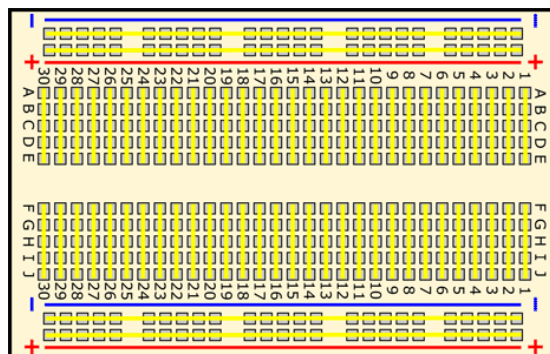 − −
+ +
30 29 28 27 26 25 24 23 22 21 20 19 18 17 16 15 14 13 12 11 10 9 8 7 6 5 4 3 2 1
A A
B B
C C
D D
E E
F F
G G
H H
I I
J J
30 29 28 27 26 25 24 23 22 21 20 19 18 17 16 15 14 13 12 11 10 9 8 7 6 5 4 3 2 1
− −
+ +